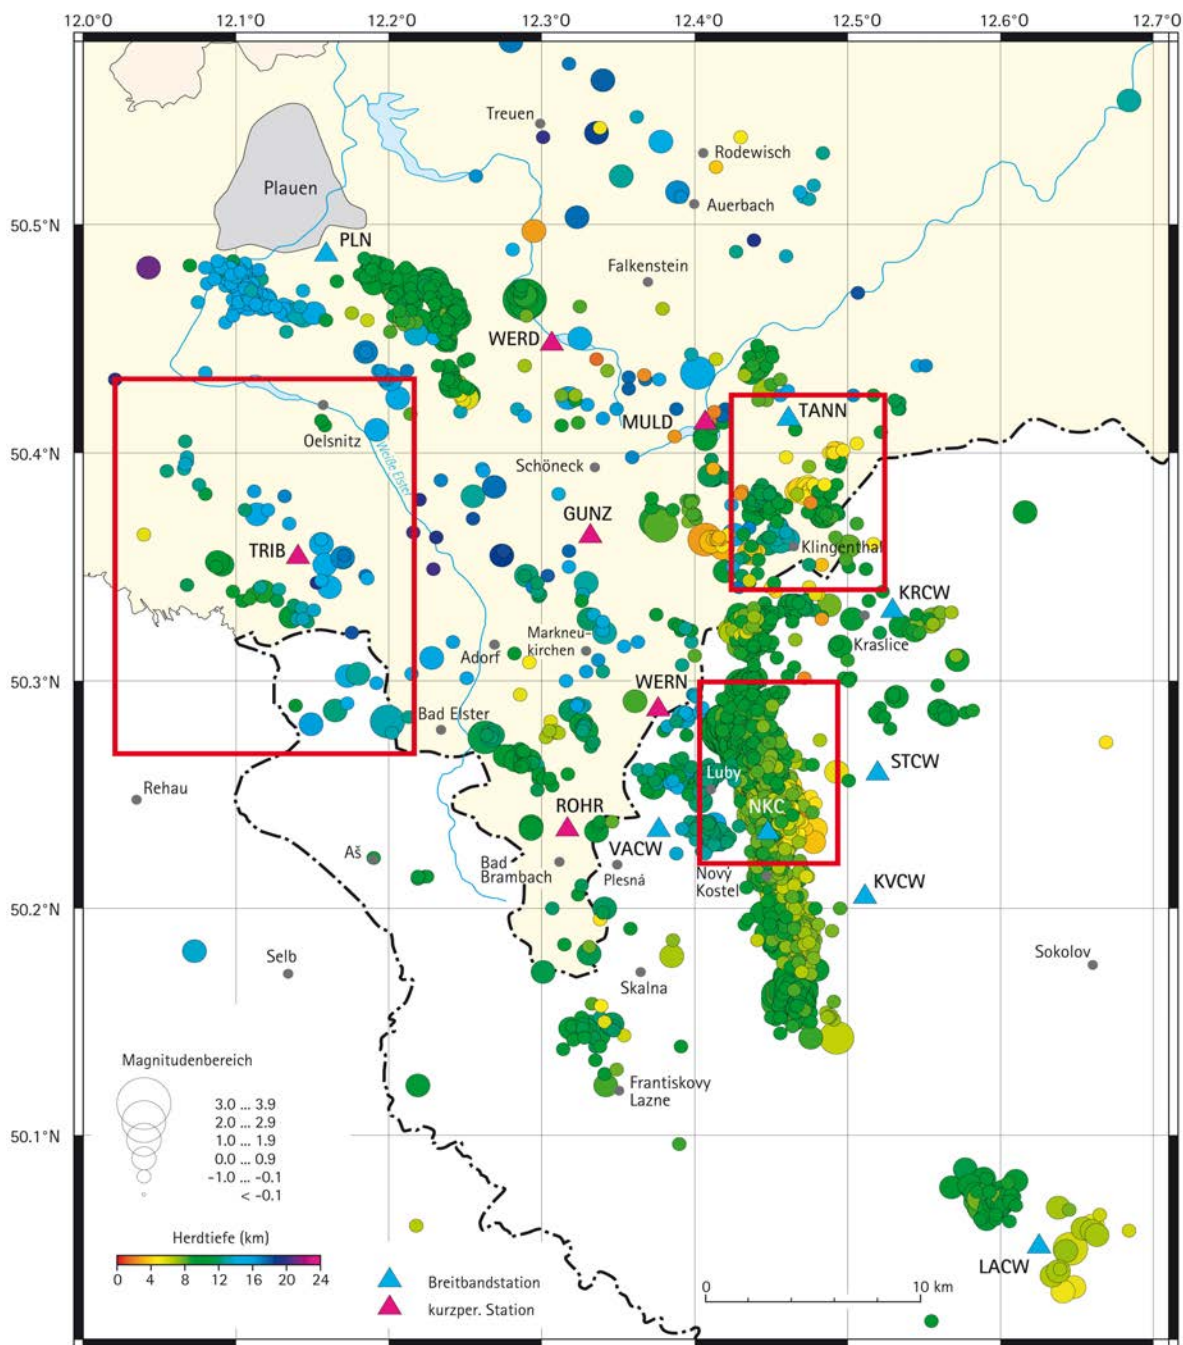 12.0°O 12.1°O 12.2°O 12.3°O 12.4°O 12.5°O 12.6°O 12.7°O
Treuen
Rodewisch
Plauen
Auerbach
50.5°N
PLN
Falkenstein
WERD
MULD
TANN
Oelsnitz
Weiße Elster
50.4°N
Schöneck
GUNZ
TRIB
Klingenthal
KRCW
Markneu-
kirchen
Kraslice
Adorf
50.3°N
WERN
Bad Elster
STCW
Luby
Rehau
ROHR
NKC
VACW
Aš
Bad
Brambach
Plesná
Nový
Kostel
KVCW
50.2°N
Selb
Sokolov
Skalna
Magnitudenbereich
3.0 ... 3.9
2.0 ... 2.9
1.0 ... 1.9
0.0 ... 0.9
-1.0 ... -0.1
< -0.1
Frantiskovy
Lazne
50.1°N
Herdtiefe (km)
0 4 8 12 16 20 24
LACW
Breitbandstation
kurzper. Station
0 10 km